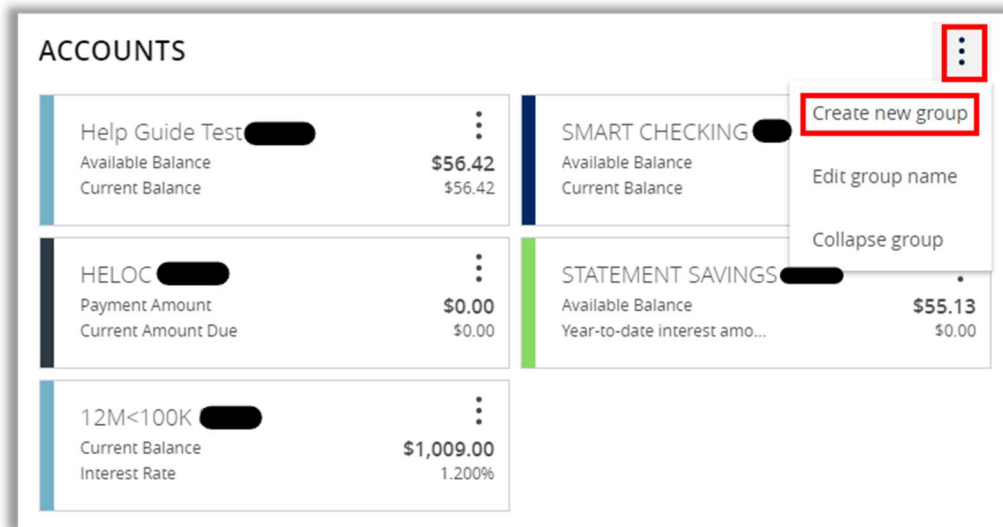 ACCOUNTS
Create new group
Edit group name
Collapse group
Help Guide Test
Available Balance $56.42
Current Balance $56.42
SMART CHECKING
Available Balance
Current Balance
HELOC
Payment Amount $0.00
Current Amount Due $0.00
STATEMENT SAVINGS
Available Balance $55.13
Year-to-date interest amo... $0.00
12M<100K
Current Balance $1,009.00
Interest Rate 1.200%